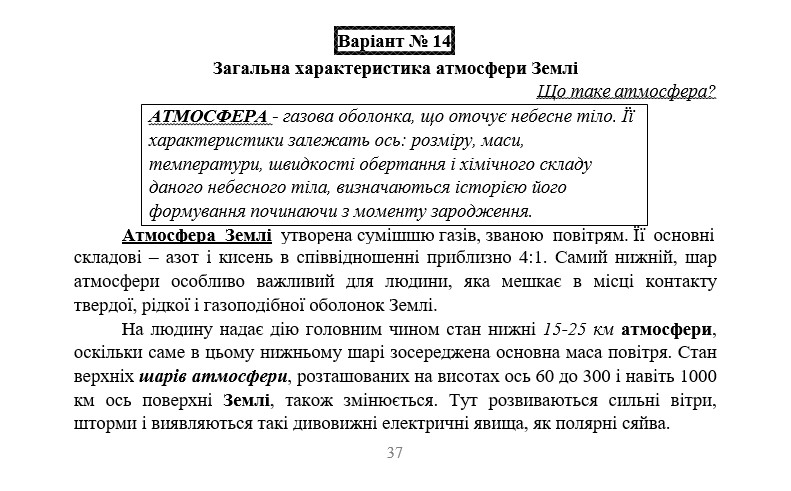 Варіант № 14
Загальна характеристика атмосфери Землі
Що таке атмосфера?
АТМОСФЕРА - газова оболонка, що оточує небесне тіло. Її
характеристики залежать ось: розміру, маси,
температури, швидкості обертання і хімічного складу
даного небесного тіла, визначаються історією його
формування починаючи з моменту зародження.
Атмосфера Землі утворена сумішшю газів, званою повітрям. Її основні
складові – азот і кисень в співвідношенні приблизно 4:1. Самий нижній, шар
атмосфери особливо важливий для людини, яка мешкає в місці контакту
твердої, рідкої і газоподібної оболонок Землі.
На людину надає дію головним чином стан нижні 15-25 км атмосфери,
оскільки саме в цьому нижньому шарі зосереджена основна маса повітря. Стан
верхніх шарів атмосфери, розташованих на висотах ось 60 до 300 і навіть 1000
км ось поверхні Землі, також змінюється. Тут розвиваються сильні вітри,
шторми і виявляються такі дивовижні електричні явища, як полярні сяйва.
37